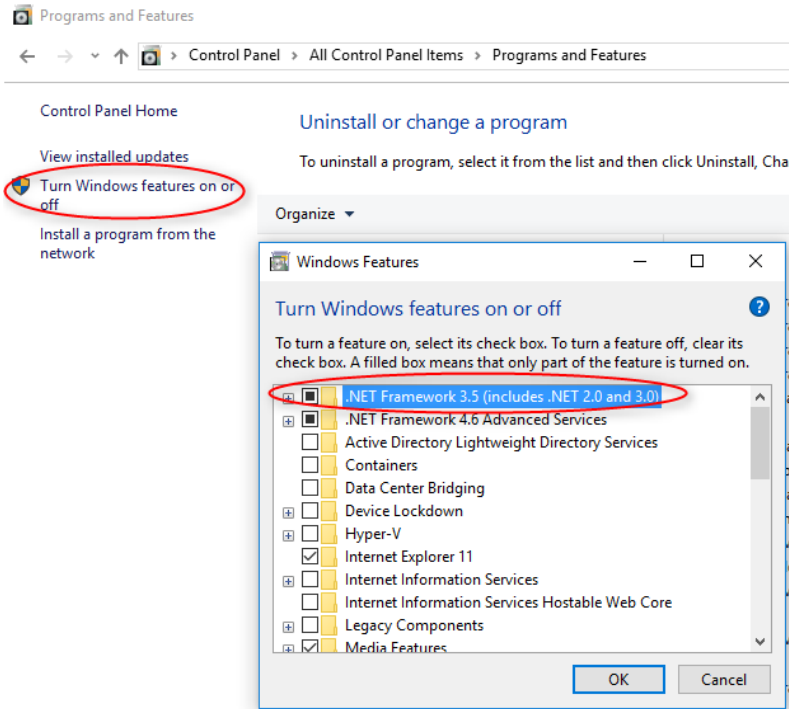 Programs and Features
Control Panel > All Control Panel Items > Programs and Features
Control Panel Home
View installed updates
Turn Windows features on or
off
Install a program from the
network
Uninstall or change a program
To uninstall a program, select it from the list and then click Uninstall, Cha
Organize
Windows Features
Turn Windows features on or off
?
To turn a feature on, select its check box. To turn a feature off, clear its
check box. A filled box means that only part of the feature is turned on.
.NET Framework 3.5 (includes .NET 2.0 and 3.0)
.NET Framework 4.6 Advanced Services
Active Directory Lightweight Directory Services
Containers
Data Center Bridging
Device Lockdown
Hyper-V
Internet Explorer 11
Internet Information Services
Internet Information Services Hostable Web Core
Legacy Components
Media Features
OK
Cancel